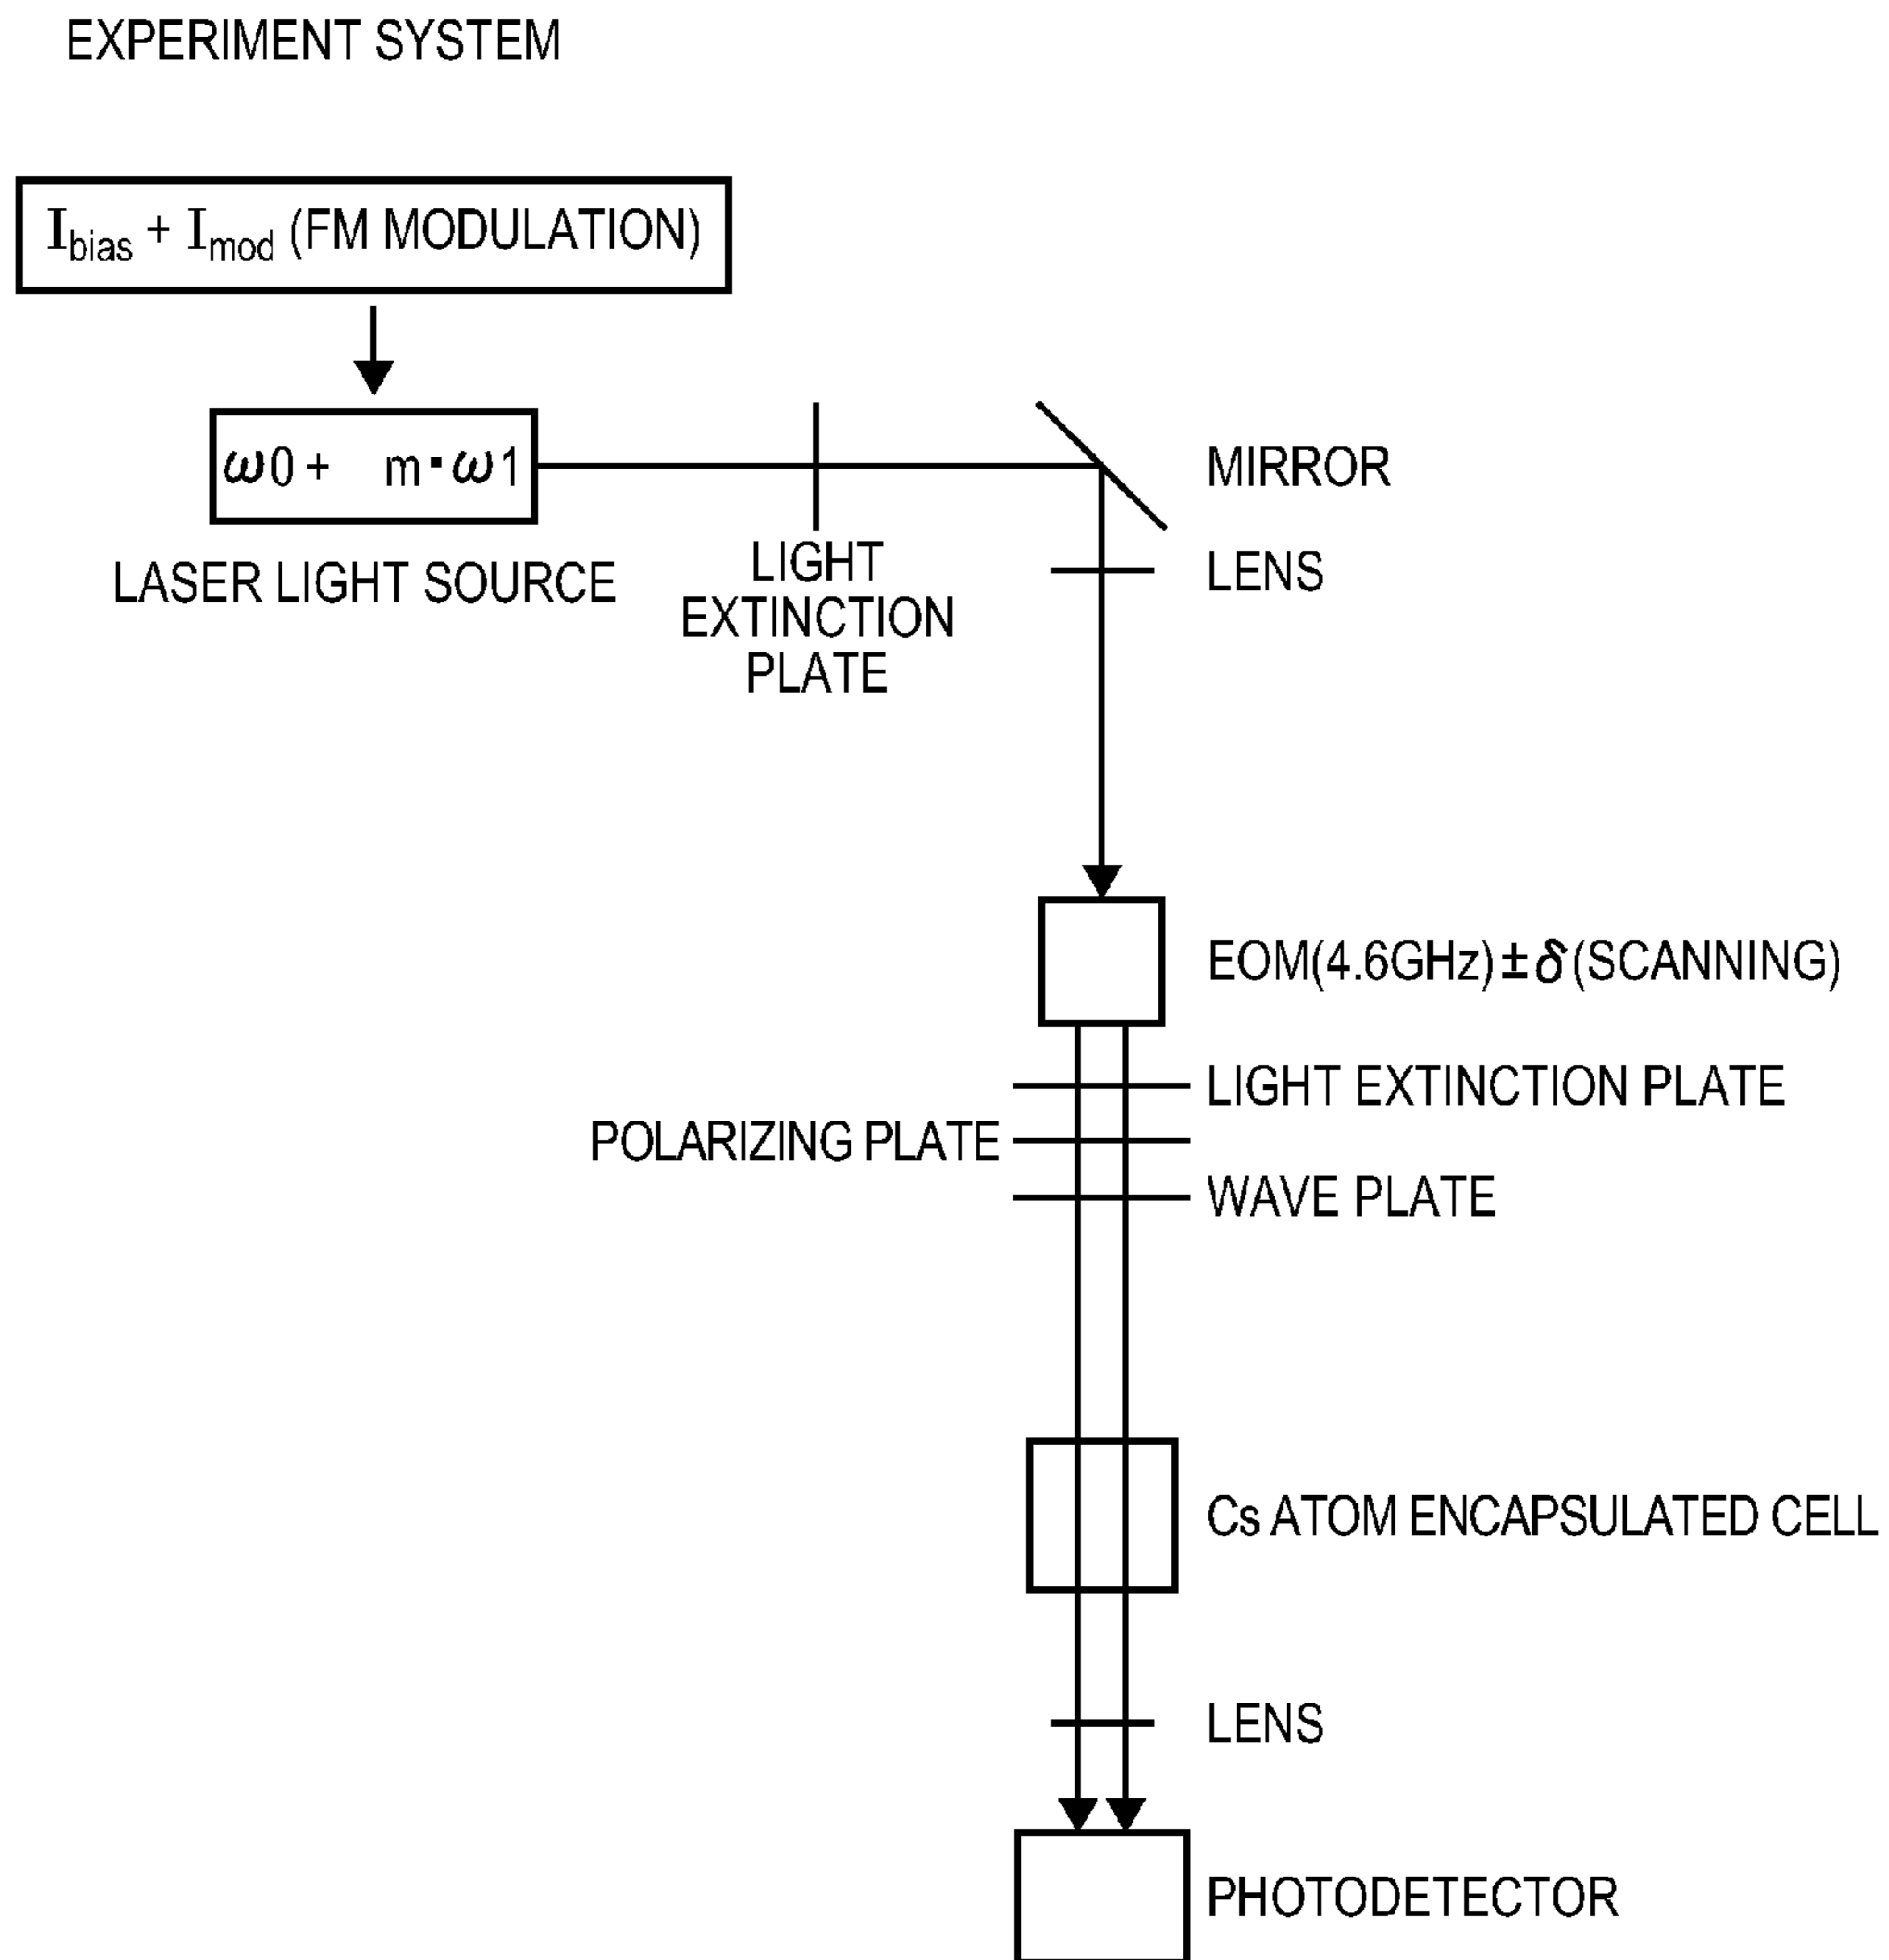 EXPERIMENT SYSTEM
Ibias + Imod (FM MODULATION)
ω0 + m▪ω1
LASER LIGHT SOURCE
LIGHT
EXTINCTION
PLATE
MIRROR
LENS
EOM(4.6GHz)±δ(SCANNING)
LIGHT EXTINCTION PLATE
POLARIZING PLATE
WAVE PLATE
Cs ATOM ENCAPSULATED CELL
LENS
PHOTODETECTOR